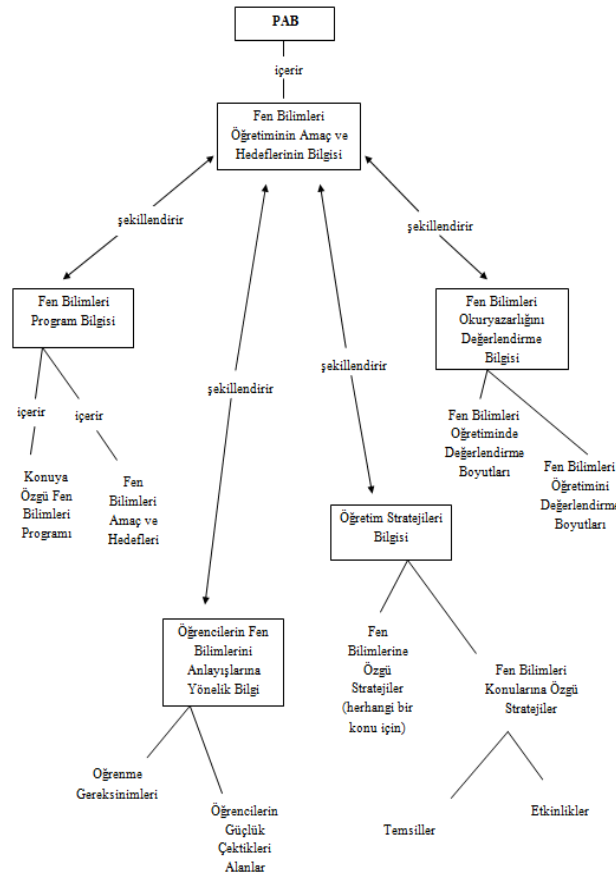 PAB
içerir
Fen Bilimleri
Öğretiminin Amaç ve
Hedeflerinin Bilgisi
şekillendirir
şekillendirir
Fen Bilimleri
Program Bilgisi
Fen Bilimleri
Okuryazarlığını
Değerlendirme
Bilgisi
şekillendirir
şekillendirir
içerir
içerir
Fen Bilimleri
Oğretiminde
Değerlendirme
Boyutları
Konuya
Özgü Fen
Bilimleri
Programı
Fen
Bilimleri
Amaç ve
Hedefleri
Fen Bilimleri
Öğretimini
Değerlendirme
Boyutları
Öğretim Stratejileri
Bilgisi
Öğrencilerin Fen
Bilimlerini
Anlayışlarına
Yönelik Bilgi
Fen
Bilimlerine
Özgü
Stratejiler
(herhangi bir
konu için)
Fen Bilimleri
Konularına Özgü
Stratejiler
Oğrenme
Gereksinimleri
Öğrencilerin
Güçlük
Çektikleri
Alanlar
Temsiller
Etkinlikler